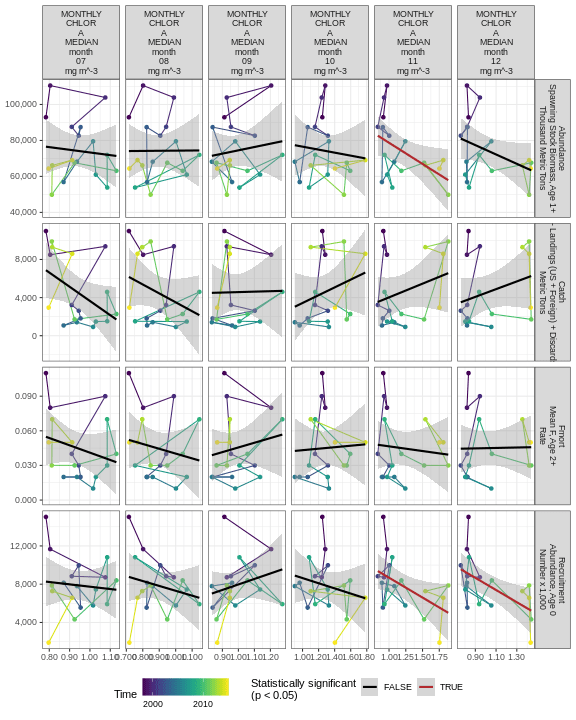 MONTHLY MONTHLY MONTHLY MONTHLY MONTHLY MONTHLY
CHLOR CHLOR CHLOR CHLOR CHLOR CHLOR
A A A A A A
MEDIAN MEDIAN MEDIAN MEDIAN MEDIAN MEDIAN
month month month month month month
07 08 09 10 11 12
mg m^-3 mg m^-3 mg m^-3 mg m^-3 mg m^-3 mg m^-3
100,000
80,000
60,000
40,000
Abundance
Spawning Stock Biomass, Age 1+
Thousand Metric Tons
8,000
4,000
0
Catch
- Landings (US + Foreign) + Discard
Metric Tons
0.090
0.060
0.030
0.000
Fmort
Mean F, Age 2+
Rate
12,000
8,000
4,000
Recruitment
Abundance, Age 0
Number x 1,000
0.80 0.90 1.00 1.10 0.700.800.901.000.100 0.901.001.10 1.20 1.001.201.401.601.80 1.001.251.501.75 0.90 1.10 1.30
Time
2000 2010
Statistically significant
(p < 0.05)
FALSE TRUE